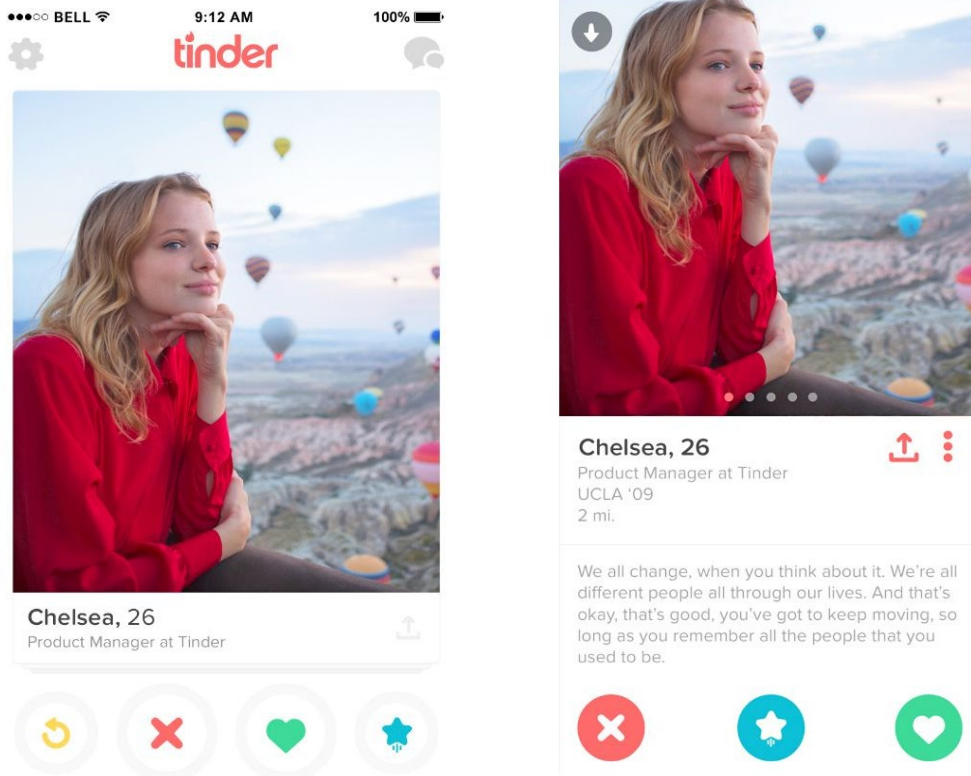 BELL
9:12 AM
100%
tinder
Chelsea, 26
Product Manager at Tinder
Chelsea, 26
Product Manager at Tinder
UCLA ‘09
2 mi.
We all change, when you think about it. We’re all
different people all through our lives. And that’s
okay, that’s good, you’ve got to keep moving, so
long as you remember all the people that you
used to be.